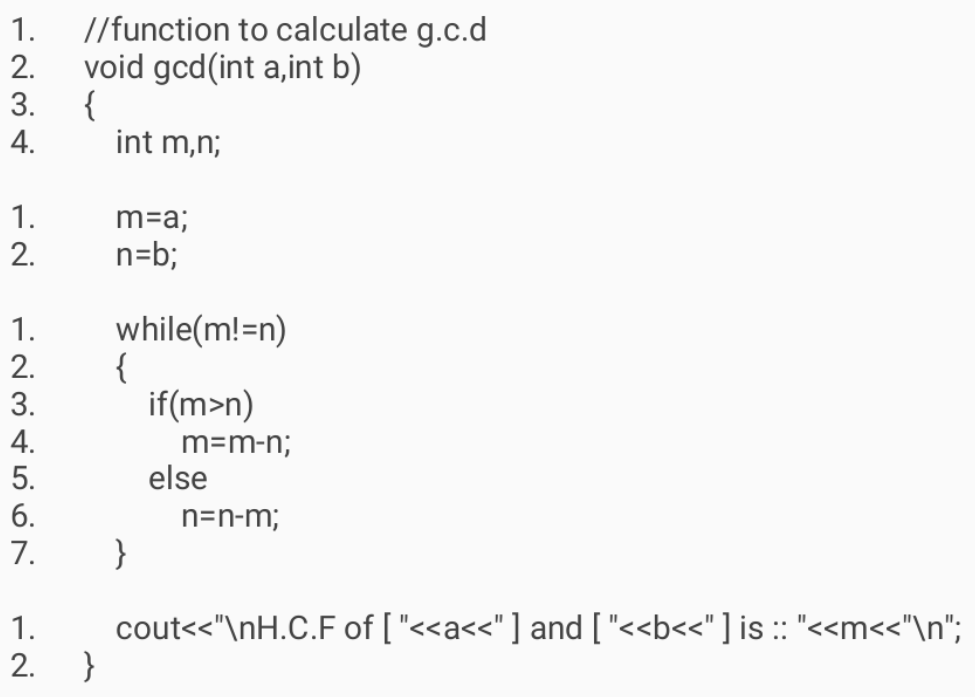 1. //function to calculate g.c.d
2. void gcd(int a,int b)
3. {
4. int m,n;
1. m=a;
2. n=b;
1. while(m!=n)
2. {
3. if(m>n)
4. m=m-n;
5. else
6. n=n-m;
7. }
1. cout<<"\nH.C.F of [ "<<a<<" ] and [ "<<b<<" ] is :: "<<m<<"\n";
2. }